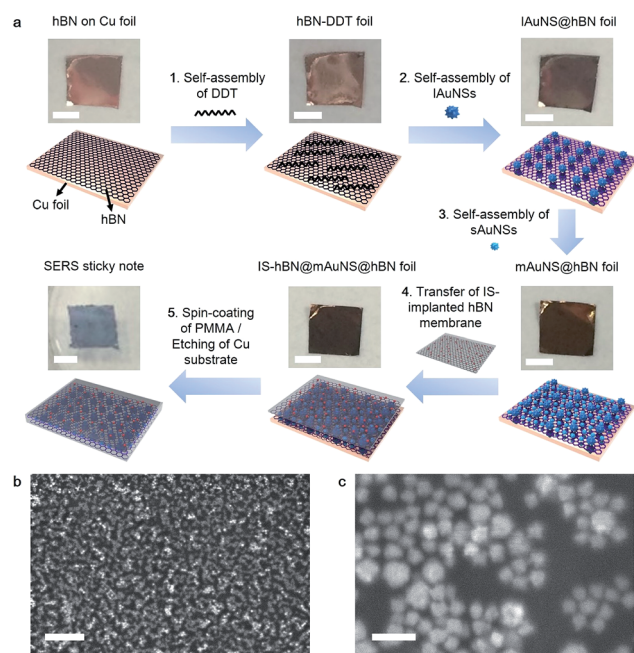 a
hBN on Cu foil
hBN-DDT foil
lAuNS@hBN foil
1. Self-assembly
of DDT
2. Self-assembly of
lAuNSs
Cu foil
hBN
3. Self-assembly of
sAuNSs
SERS sticky note
IS-hBN@mAuNS@hBN foil
mAuNS@hBN foil
5. Spin-coating
of PMMA /
Etching of Cu
substrate
4. Transfer of IS-
implanted hBN
membrane
b
c